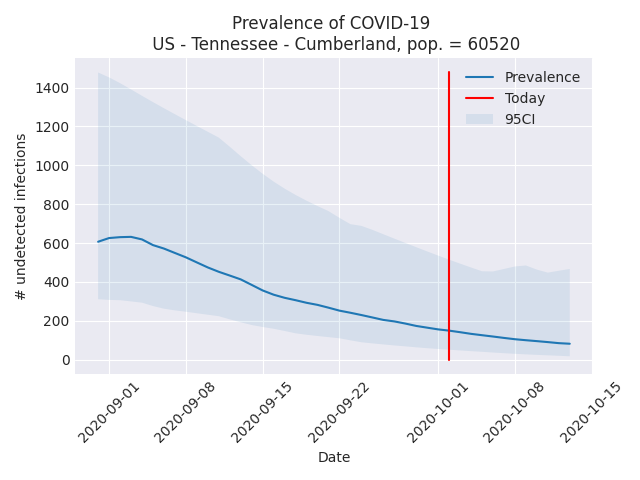 Prevalence of COVID-19
US - Tennessee - Cumberland, pop. = 60520
Prevalence
Today
95CI
1400
1200
1000
800
600
400
200
0
# undetected infections
2020-09-01
2020-09-08
2020-09-15
2020-09-22
2020-10-01
2020-10-08
2020-10-15
Date